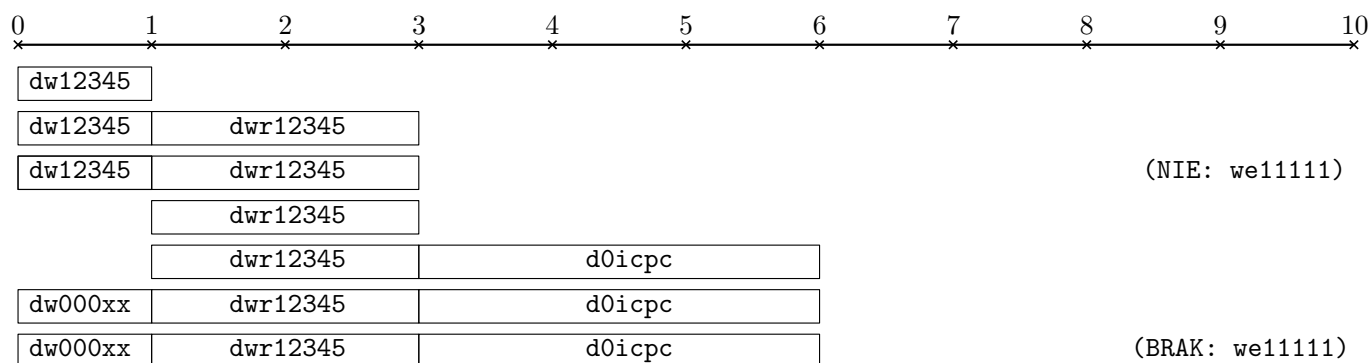 0 1 2 3 4 5 6 7 8 9 10
dw12345
dw12345 dwr12345
dw12345 dwr12345 (NIE: we11111)
dwr12345
dwr12345 d0icpc
dw000xx dwr12345 d0icpc
dw000xx dwr12345 d0icpc (BRAK: we11111)